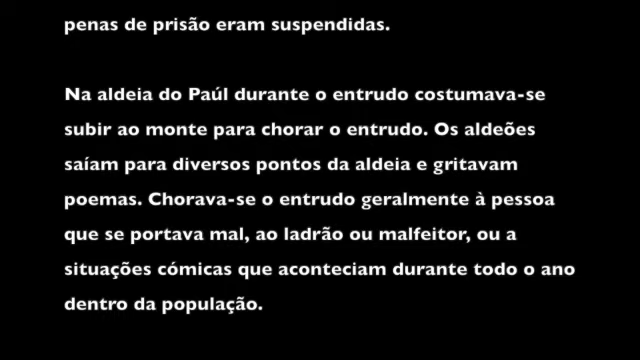 penas de prisão eram suspendidas.
Na aldeia do Paúl durante o entrudo costumava-se
subir ao monte para chorar o entrudo. Os aldeões
saíam para diversos pontos da aldeia e gritavam
poemas. Chorava-se o entrudo geralmente à pessoa
que se portava mal, ao ladrão ou malfeitor, ou a
situações cómicas que aconteciam durante todo o ano
dentro da população.